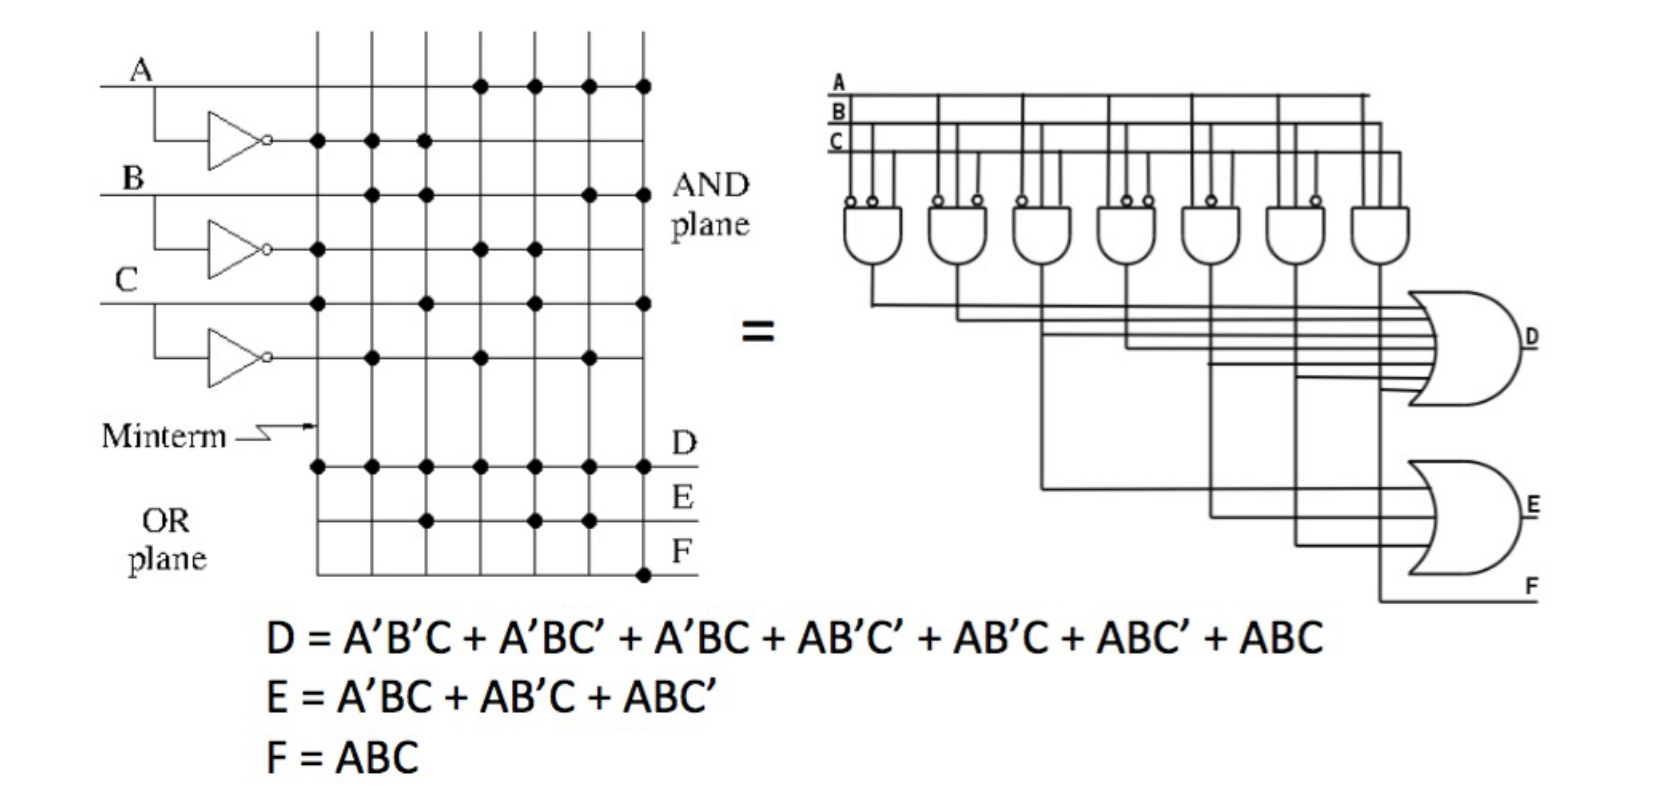 A
B
C
AND
plane
Minterm
D
E
F
OR
plane
=
A
B
C
D
E
F
D = A’B’C + A’BC’ + A’BC + AB’C’ + AB’C + ABC’ + ABC
E = A’BC + AB’C + ABC’
F = ABC